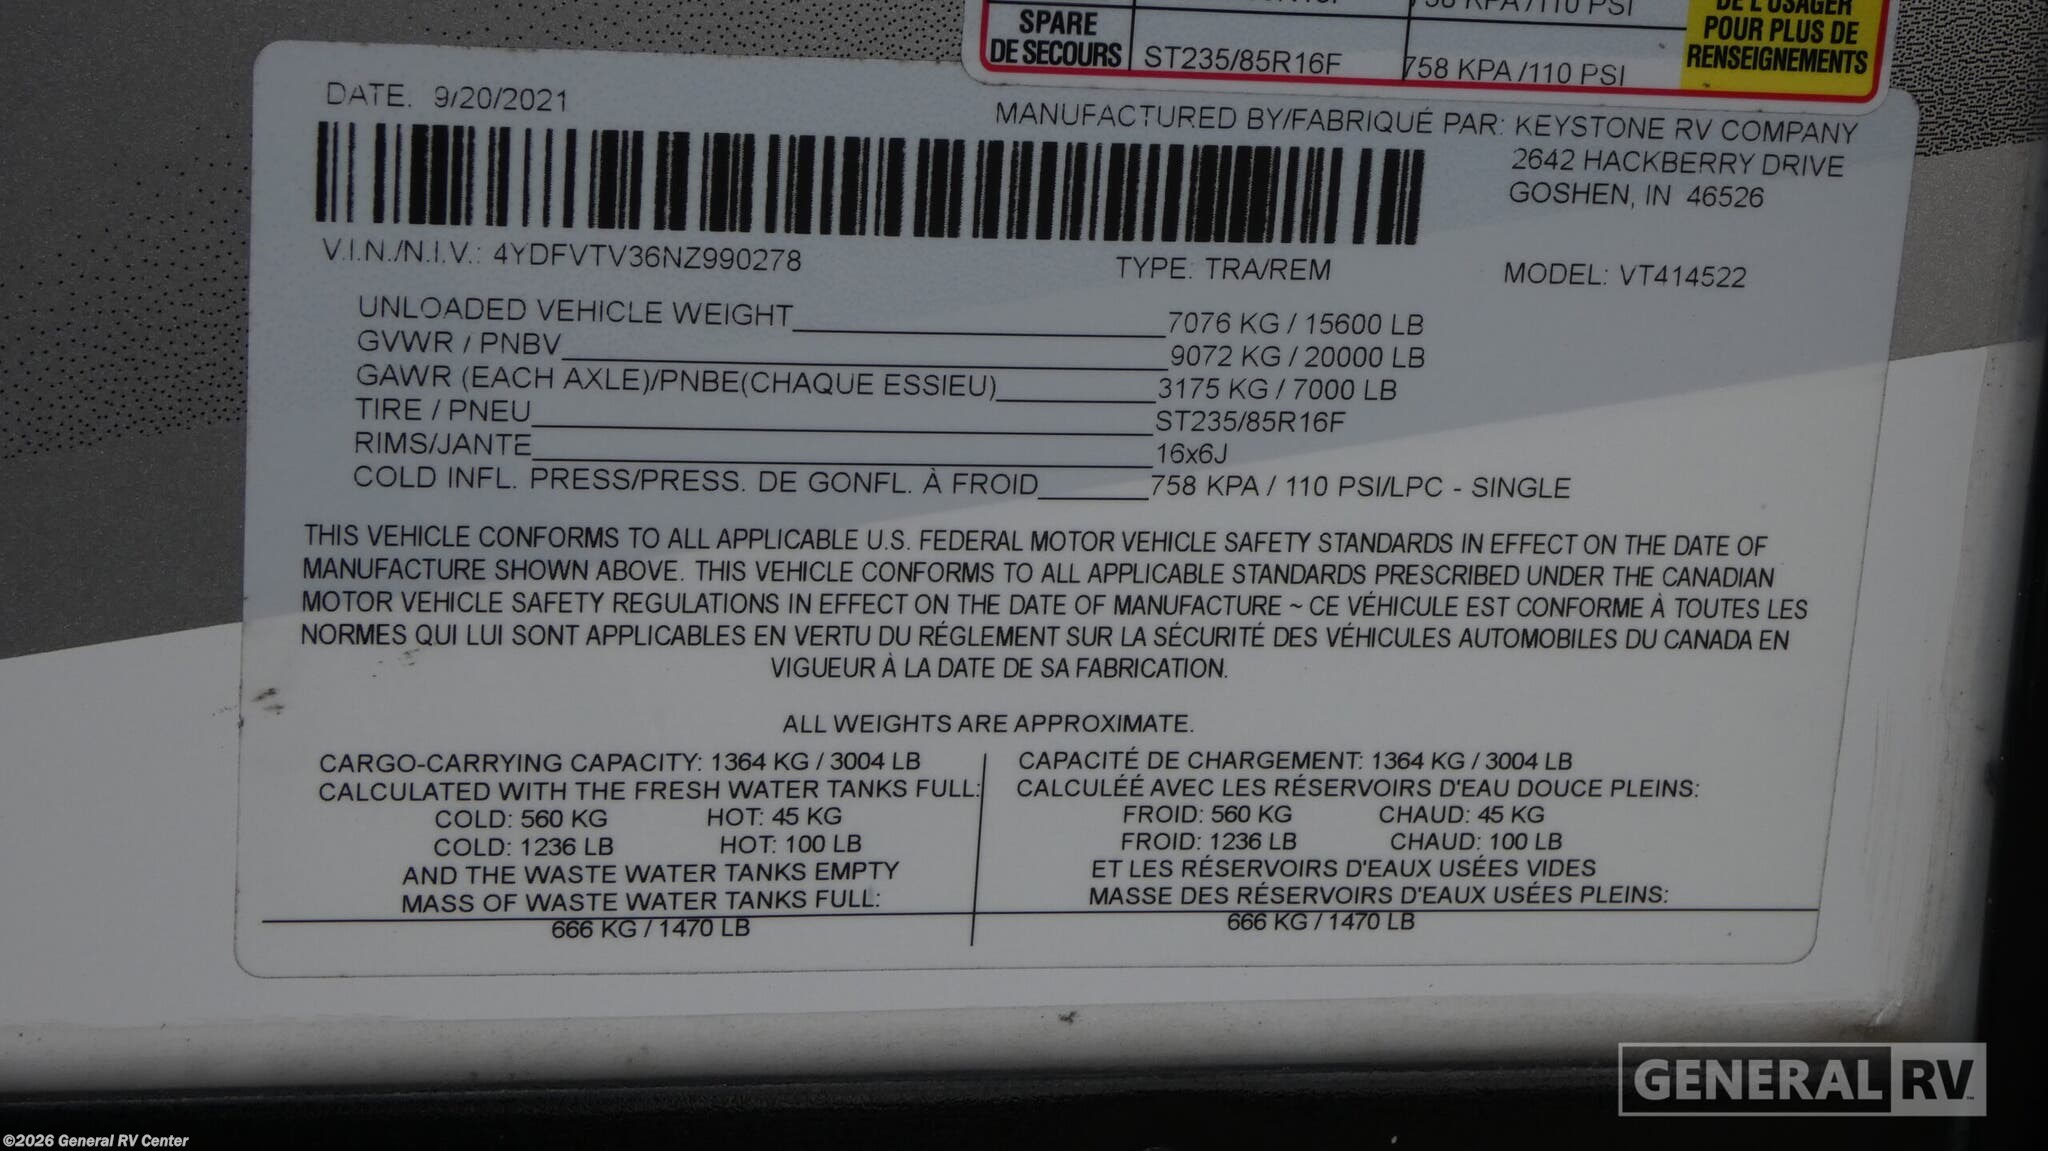 DE L'USAGER
POUR PLUS DE
RENSEIGNEMENTS
758 KPA /110 PSI
SPARE
DE SECOURS
ST235/85R16F
758 KPA /110 PSI
DATE. 9/20/2021
MANUFACTURED BY/FABRIQUÉ PAR: KEYSTONE RV COMPANY
2642 HACKBERRY DRIVE
GOSHEN, IN 46526
V.I.N./N.I.V.: 4YDFVTV36NZ990278
TYPE: TRA/REM
MODEL: VT414522
UNLOADED VEHICLE WEIGHT 7076 KG / 15600 LB
GVWR / PNBV 9072 KG / 20000 LB
GAWR (EACH AXLE)/PNBE(CHAQUE ESSIEU) 3175 KG / 7000 LB
TIRE / PNEU ST235/85R16F
RIMS/JANTE 16x6J
COLD INFL. PRESS/PRESS. DE GONFL. À FROID 758 KPA / 110 PSI/LPC - SINGLE
THIS VEHICLE CONFORMS TO ALL APPLICABLE U.S. FEDERAL MOTOR VEHICLE SAFETY STANDARDS IN EFFECT ON THE DATE OF
MANUFACTURE SHOWN ABOVE. THIS VEHICLE CONFORMS TO ALL APPLICABLE STANDARDS PRESCRIBED UNDER THE CANADIAN
MOTOR VEHICLE SAFETY REGULATIONS IN EFFECT ON THE DATE OF MANUFACTURE ~ CE VÉHICULE EST CONFORME À TOUTES LES
NORMES QUI LUI SONT APPLICABLES EN VERTU DU RÉGLEMENT SUR LA SÉCURITÉ DES VÉHICULES AUTOMOBILES DU CANADA EN
VIGUEUR À LA DATE DE SA FABRICATION.
ALL WEIGHTS ARE APPROXIMATE.
CARGO-CARRYING CAPACITY: 1364 KG / 3004 LB
CALCULATED WITH THE FRESH WATER TANKS FULL:
COLD: 560 KG HOT: 45 KG
COLD: 1236 LB HOT: 100 LB
AND THE WASTE WATER TANKS EMPTY
MASS OF WASTE WATER TANKS FULL:
666 KG / 1470 LB
CAPACITÉ DE CHARGEMENT: 1364 KG / 3004 LB
CALCULÉÉ AVEC LES RÉSERVOIRS D'EAU DOUCE PLEINS:
FROID: 560 KG CHAUD: 45 KG
FROID: 1236 LB CHAUD: 100 LB
ET LES RÉSERVOIRS D'EAUX USÉES VIDES
MASSE DES RÉSERVOIRS D'EAUX USÉES PLEINS:
666 KG / 1470 LB
GENERAL RV
©2026 General RV Center